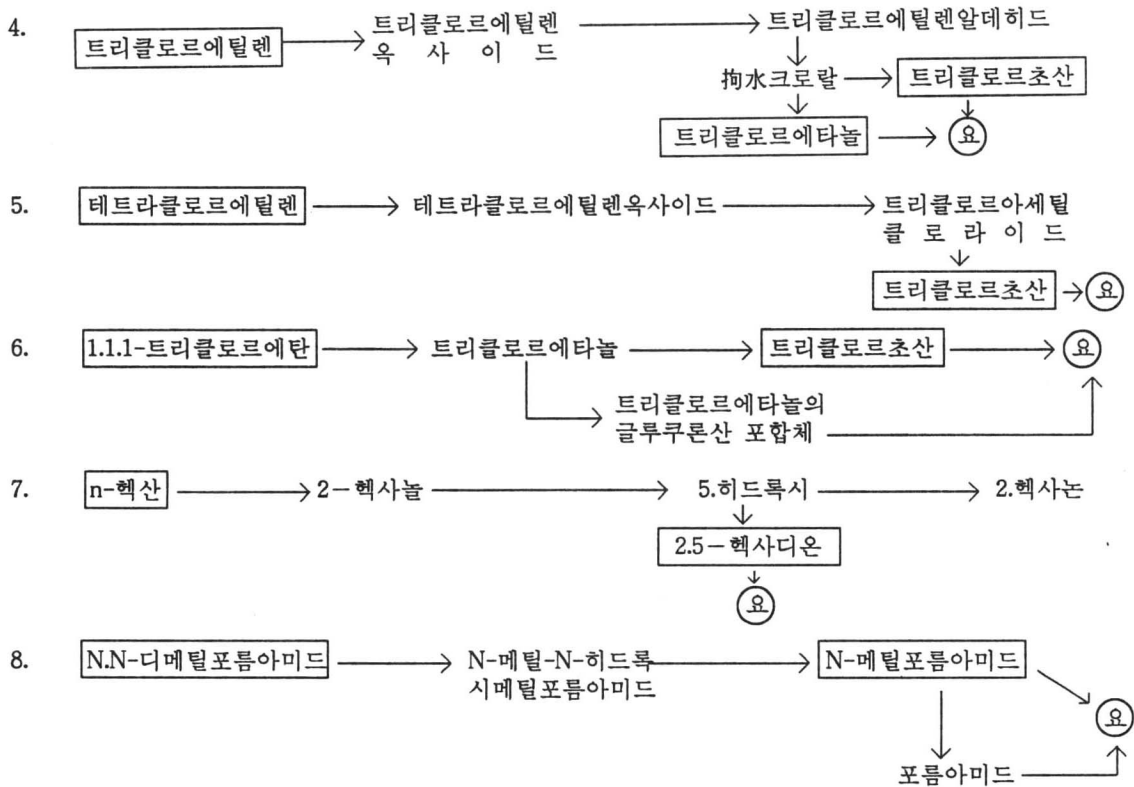 4.
트리클로르에틸렌
트리클로르에틸렌
옥 사 이 드
트리클로르에틸렌알데히드
拘水크로랄
트리클로르초산
트리클로르에타놀
요
5.
테트라클로르에틸렌
테트라클로르에틸렌옥사이드
트리클로르아세틸
클 로 라 이 드
트리클로르초산
요
6.
1.1.1-트리클로르에탄
트리클로르에타놀
트리클로르초산
요
트리클로르에타놀의
글루쿠론산 포합체
7.
n-헥산
2-헥사놀
5.히드록시
2.헥사논
2.5-헥사디온
요
8.
N.N-디메틸포름아미드
N-메틸-N-히드록
시메틸포름아미드
N-메틸포름아미드
요
포름아미드